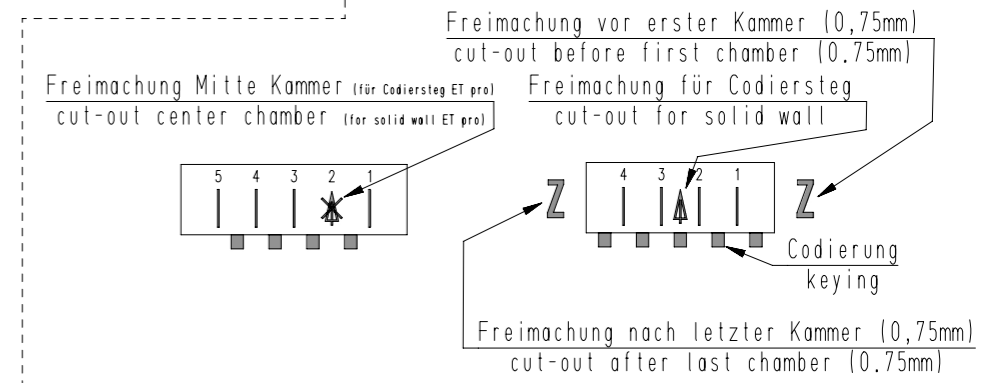 Freimachung vor erster Kammer (0,75mm)
cut-out before first chamber (0.75mm)
Freimachung Mitte Kammer (für Codiersteg ET pro)
cut-out center chamber (for solid wall ET pro)
Freimachung für Codiersteg
cut-out for solid wall
5 4 3 2 1
Z 4 3 2 1 Z
Codierung
keying
Freimachung nach letzter Kammer (0,75mm)
cut-out after last chamber (0.75mm)